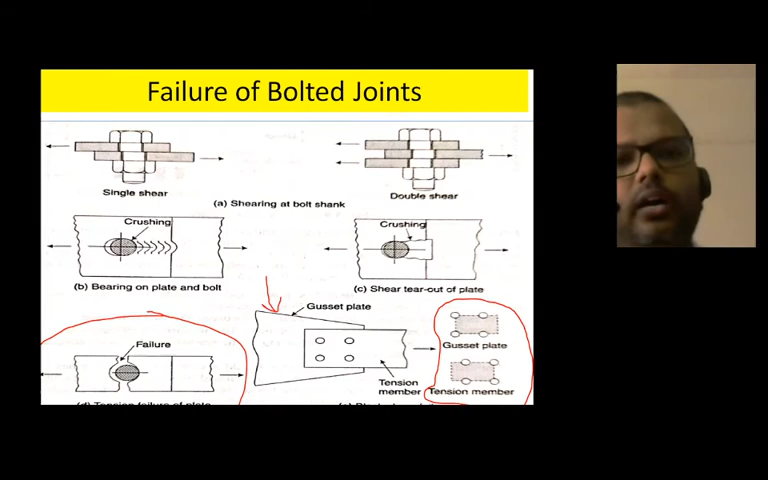 Failure of Bolted Joints
Single shear
Double shear
(a) Shearing at bolt shank
Crushing
Crushing
(b) Bearing on plate and bolt
(c) Shear tear-out of plate
Gusset plate
Failure
Gusset plate
Tension
member
Tension member
(d) Tension failure of plate